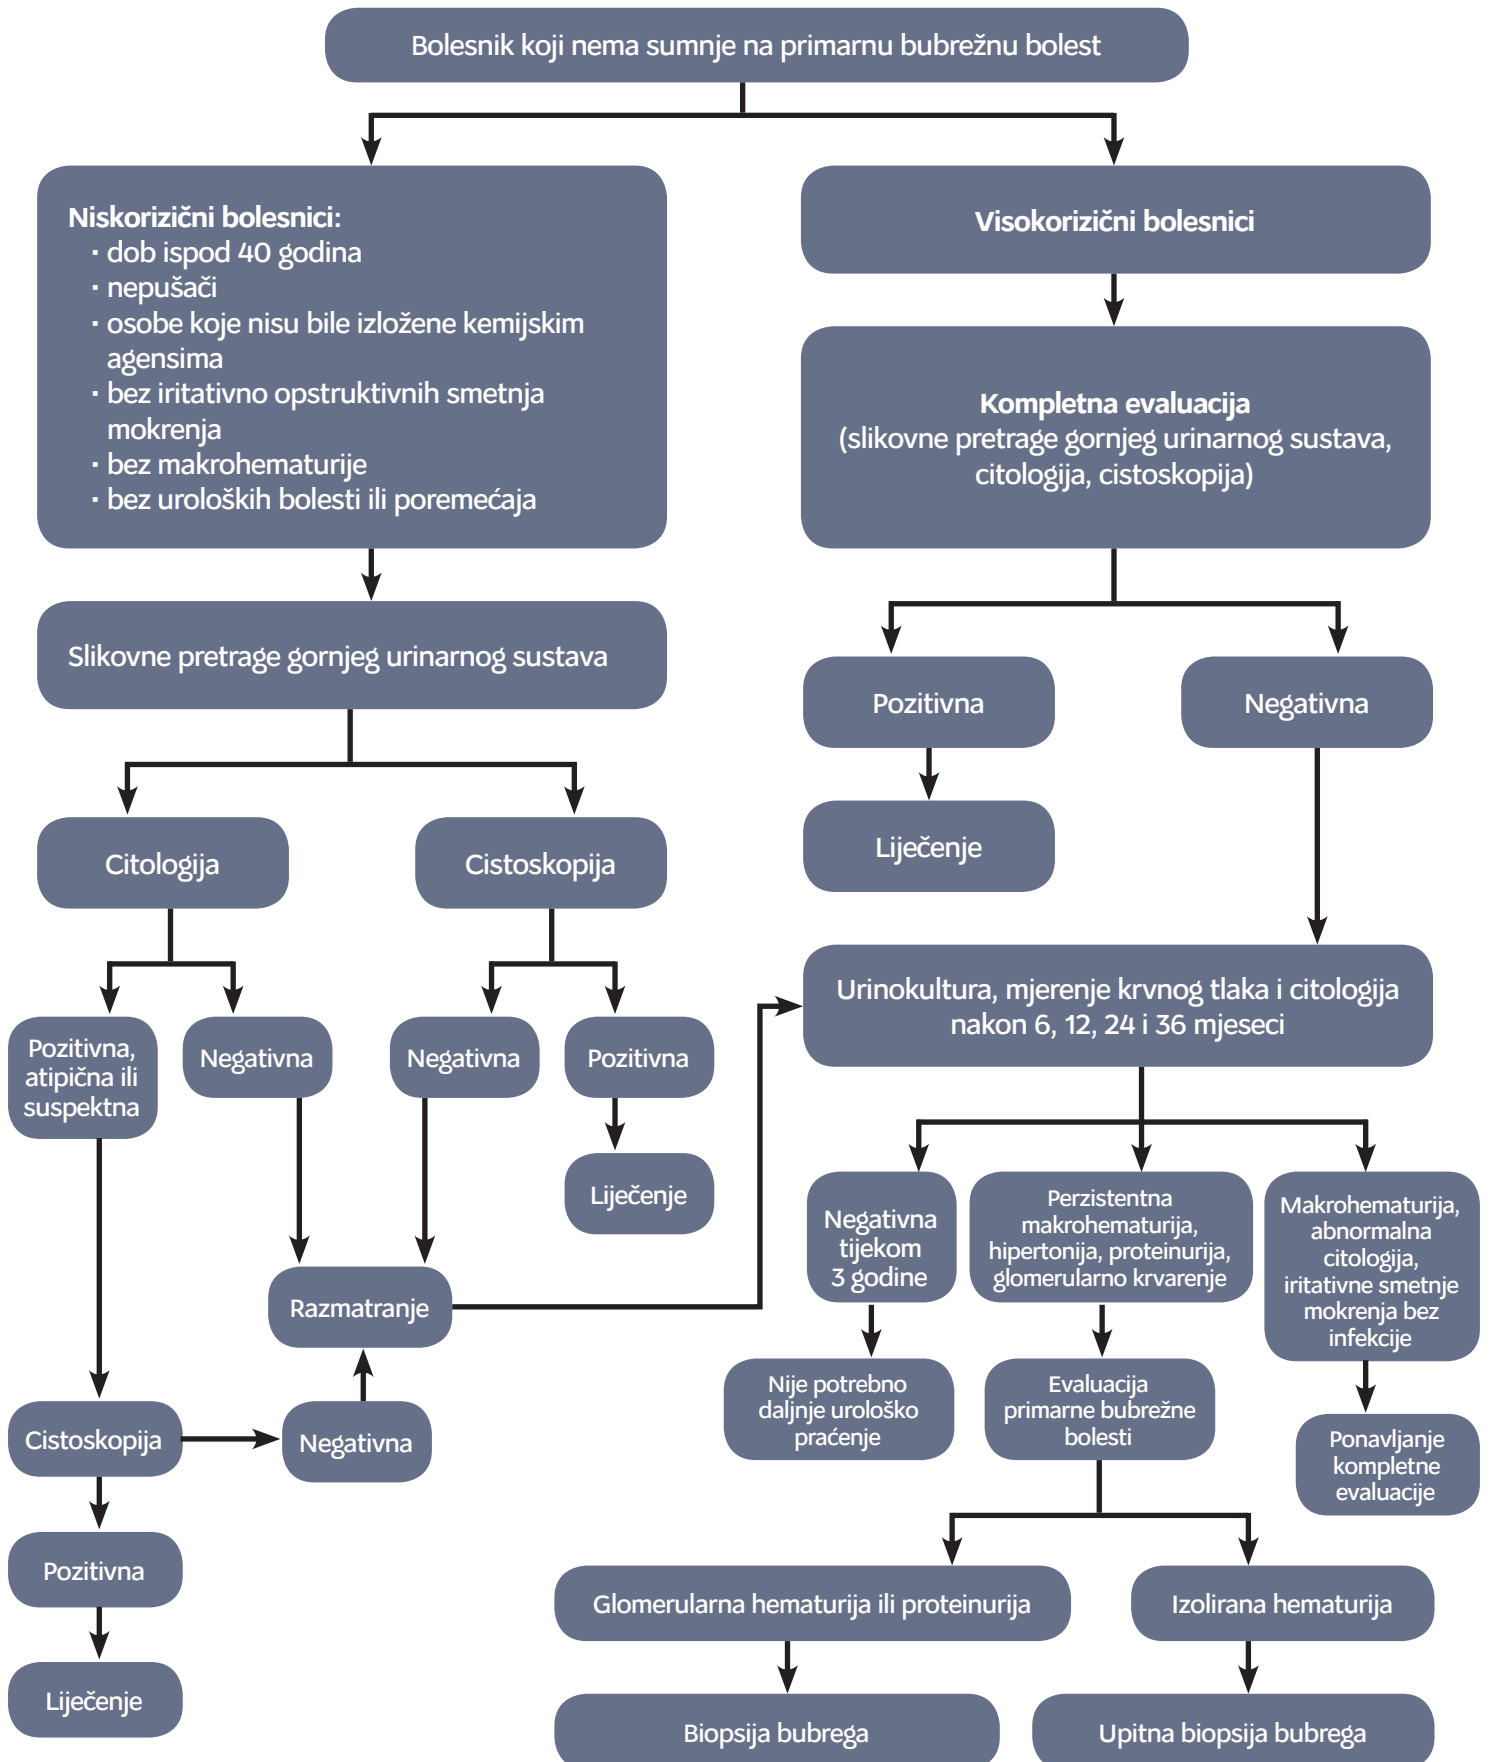 Bolesnik koji nema sumnje na primarnu bubrežnu bolest
Niskorizični bolesnici:
· dob ispod 40 godina
· nepušači
· osobe koje nisu bile izložene kemijskim
agensima
· bez iritativno opstruktivnih smetnja
mokrenja
· bez makrohematurije
· bez uroloških bolesti ili poremećaja
Visokorizični bolesnici
Kompletna evaluacija
(slikovne pretrage gornjeg urinarnog sustava,
citologija, cistoskopija)
Slikovne pretrage gornjeg urinarnog sustava
Pozitivna
Negativna
Liječenje
Citologija
Cistoskopija
Pozitivna,
atipična ili
suspektna
Negativna
Negativna
Pozitivna
Liječenje
Razmatranje
Cistoskopija
Negativna
Pozitivna
Liječenje
Urinokultura, mjerenje krvnog tlaka i citologija
nakon 6, 12, 24 i 36 mjeseci
Negativna
tijekom
3 godine
Perzistentna
makrohematurija,
hipertonija, proteinurija,
glomerularno krvarenje
Makrohematurija,
abnormalna
citologija,
iritativne smetnje
mokrenja bez
infekcije
Nije potrebno
daljnje urološko
praćenje
Evaluacija
primarne bubrežne
bolesti
Ponavljanje
kompletne
evaluacije
Glomerularna hematurija ili proteinurija
Izolirana hematurija
Biopsija bubrega
Upitna biopsija bubrega